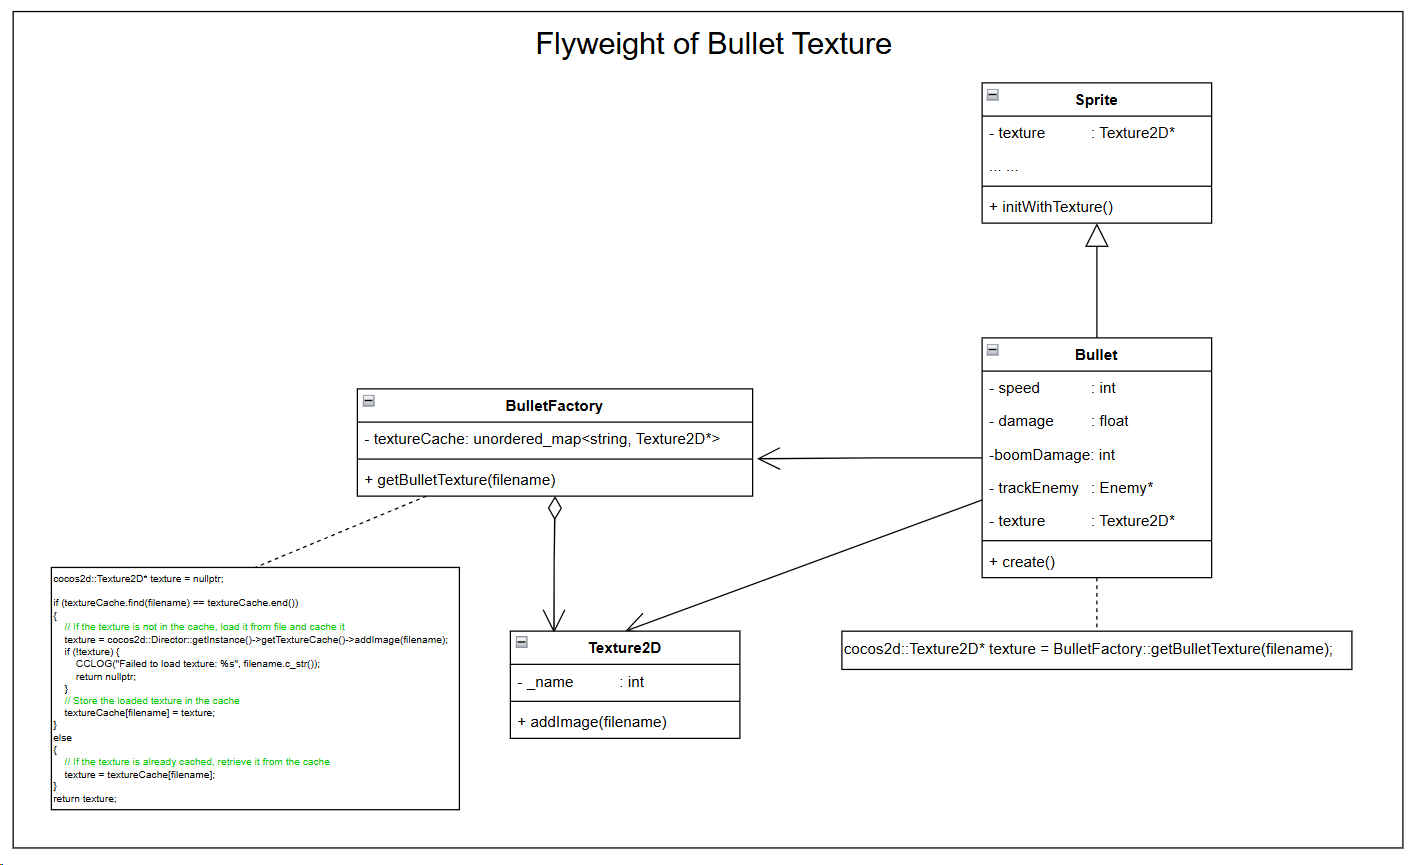 Flyweight of Bullet Texture
Sprite
- texture : Texture2D*
... ...
+ initWithTexture()
Bullet
- speed : int
- damage : float
-boomDamage: int
- trackEnemy : Enemy*
- texture : Texture2D*
+ create()
BulletFactory
- textureCache: unordered_map<string, Texture2D*>
+ getBulletTexture(filename)
cocos2d::Texture2D* texture = nullptr;
if (textureCache.find(filename) == textureCache.end())
{
// If the texture is not in the cache, load it from file and cache it
texture = cocos2d::Director::getInstance()->getTextureCache()->addImage(filename);
if (!texture) {
CCLOG("Failed to load texture: %s", filename.c_str());
return nullptr;
}
// Store the loaded texture in the cache
textureCache[filename] = texture;
}
else
{
// If the texture is already cached, retrieve it from the cache
texture = textureCache[filename];
}
return texture;
Texture2D
- _name : int
+ addImage(filename)
cocos2d::Texture2D* texture = BulletFactory::getBulletTexture(filename);